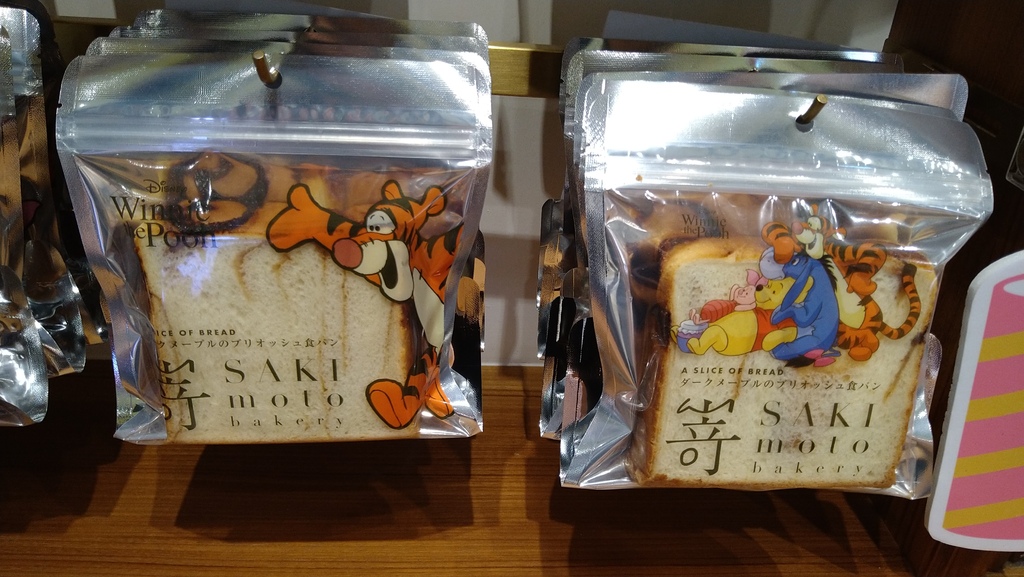 Disney
Winnie
the Pooh
SLICE OF BREAD
ダークメープルのブリオッシュ食パン
嵜 SAKI
moto
bakery
Winnie
the Pooh
A SLICE OF BREAD
ダークメープルのブリオッシュ食パン
嵜 SAKI
moto
bakery